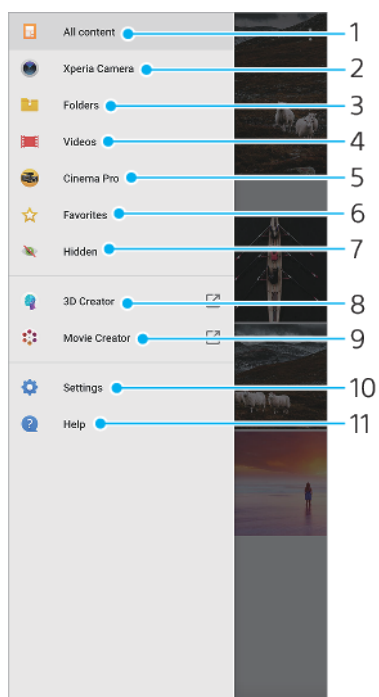 All content 1
Xperia Camera 2
Folders 3
Videos 4
Cinema Pro 5
Favorites 6
Hidden 7
3D Creator 8
Movie Creator 9
Settings 10
? Help 11